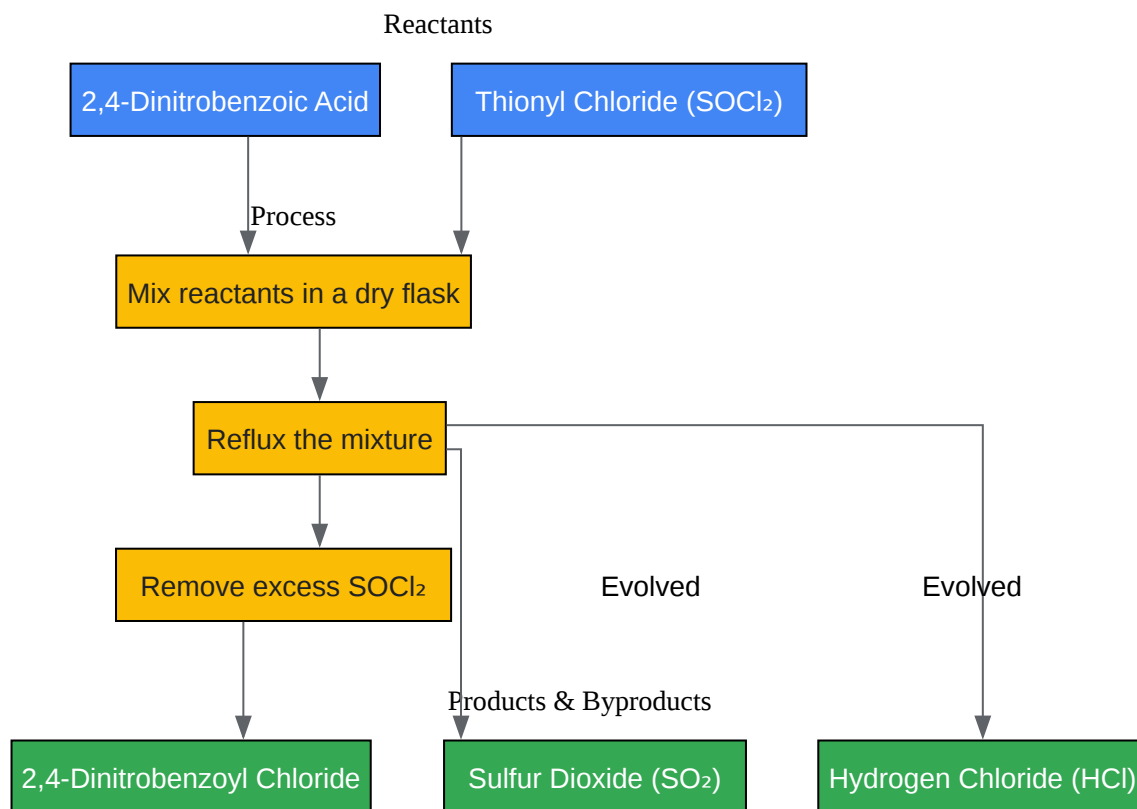 Reactants
2,4-Dinitrobenzoic Acid
Thionyl Chloride (SOCl₂)
Process
Mix reactants in a dry flask
Reflux the mixture
Remove excess SOCl₂
Evolved
Evolved
Products & Byproducts
2,4-Dinitrobenzoyl Chloride
Sulfur Dioxide (SO₂)
Hydrogen Chloride (HCl)